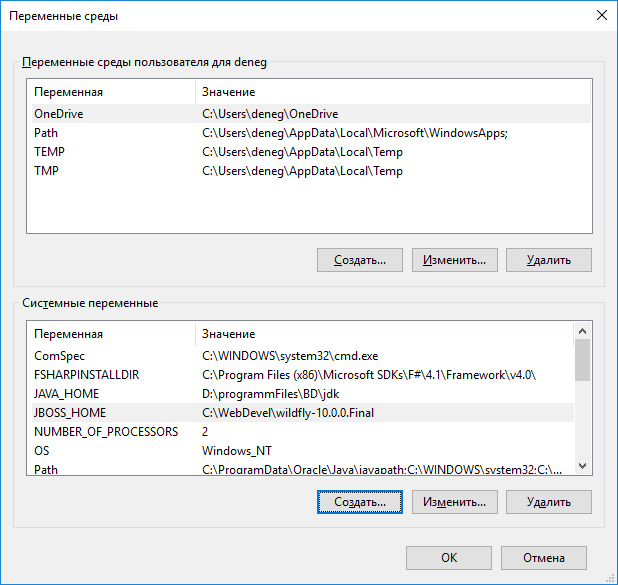 Переменные среды
Переменные среды пользователя для deneg
Переменная Значение
OneDrive C:\Users\deneg\OneDrive
Path C:\Users\deneg\AppData\Local\Microsoft\WindowsApps;
TEMP C:\Users\deneg\AppData\Local\Temp
TMP C:\Users\deneg\AppData\Local\Temp
Создать... Изменить... Удалить
Системные переменные
Переменная Значение
ComSpec C:\WINDOWS\system32\cmd.exe
FSHARPINSTALLDIR C:\Program Files (x86)\Microsoft SDKs\F#\4.1\Framework\v4.0\
JAVA_HOME D:\programmFiles\BD\jdk
JBOSS_HOME C:\WebDevel\wildfly-10.0.0.Final
NUMBER_OF_PROCESSORS 2
OS Windows_NT
Path C:\ProgramData\Oracle\Java\javapath;C:\WINDOWS\system32;C:\...
Создать... Изменить... Удалить
ОК Отмена